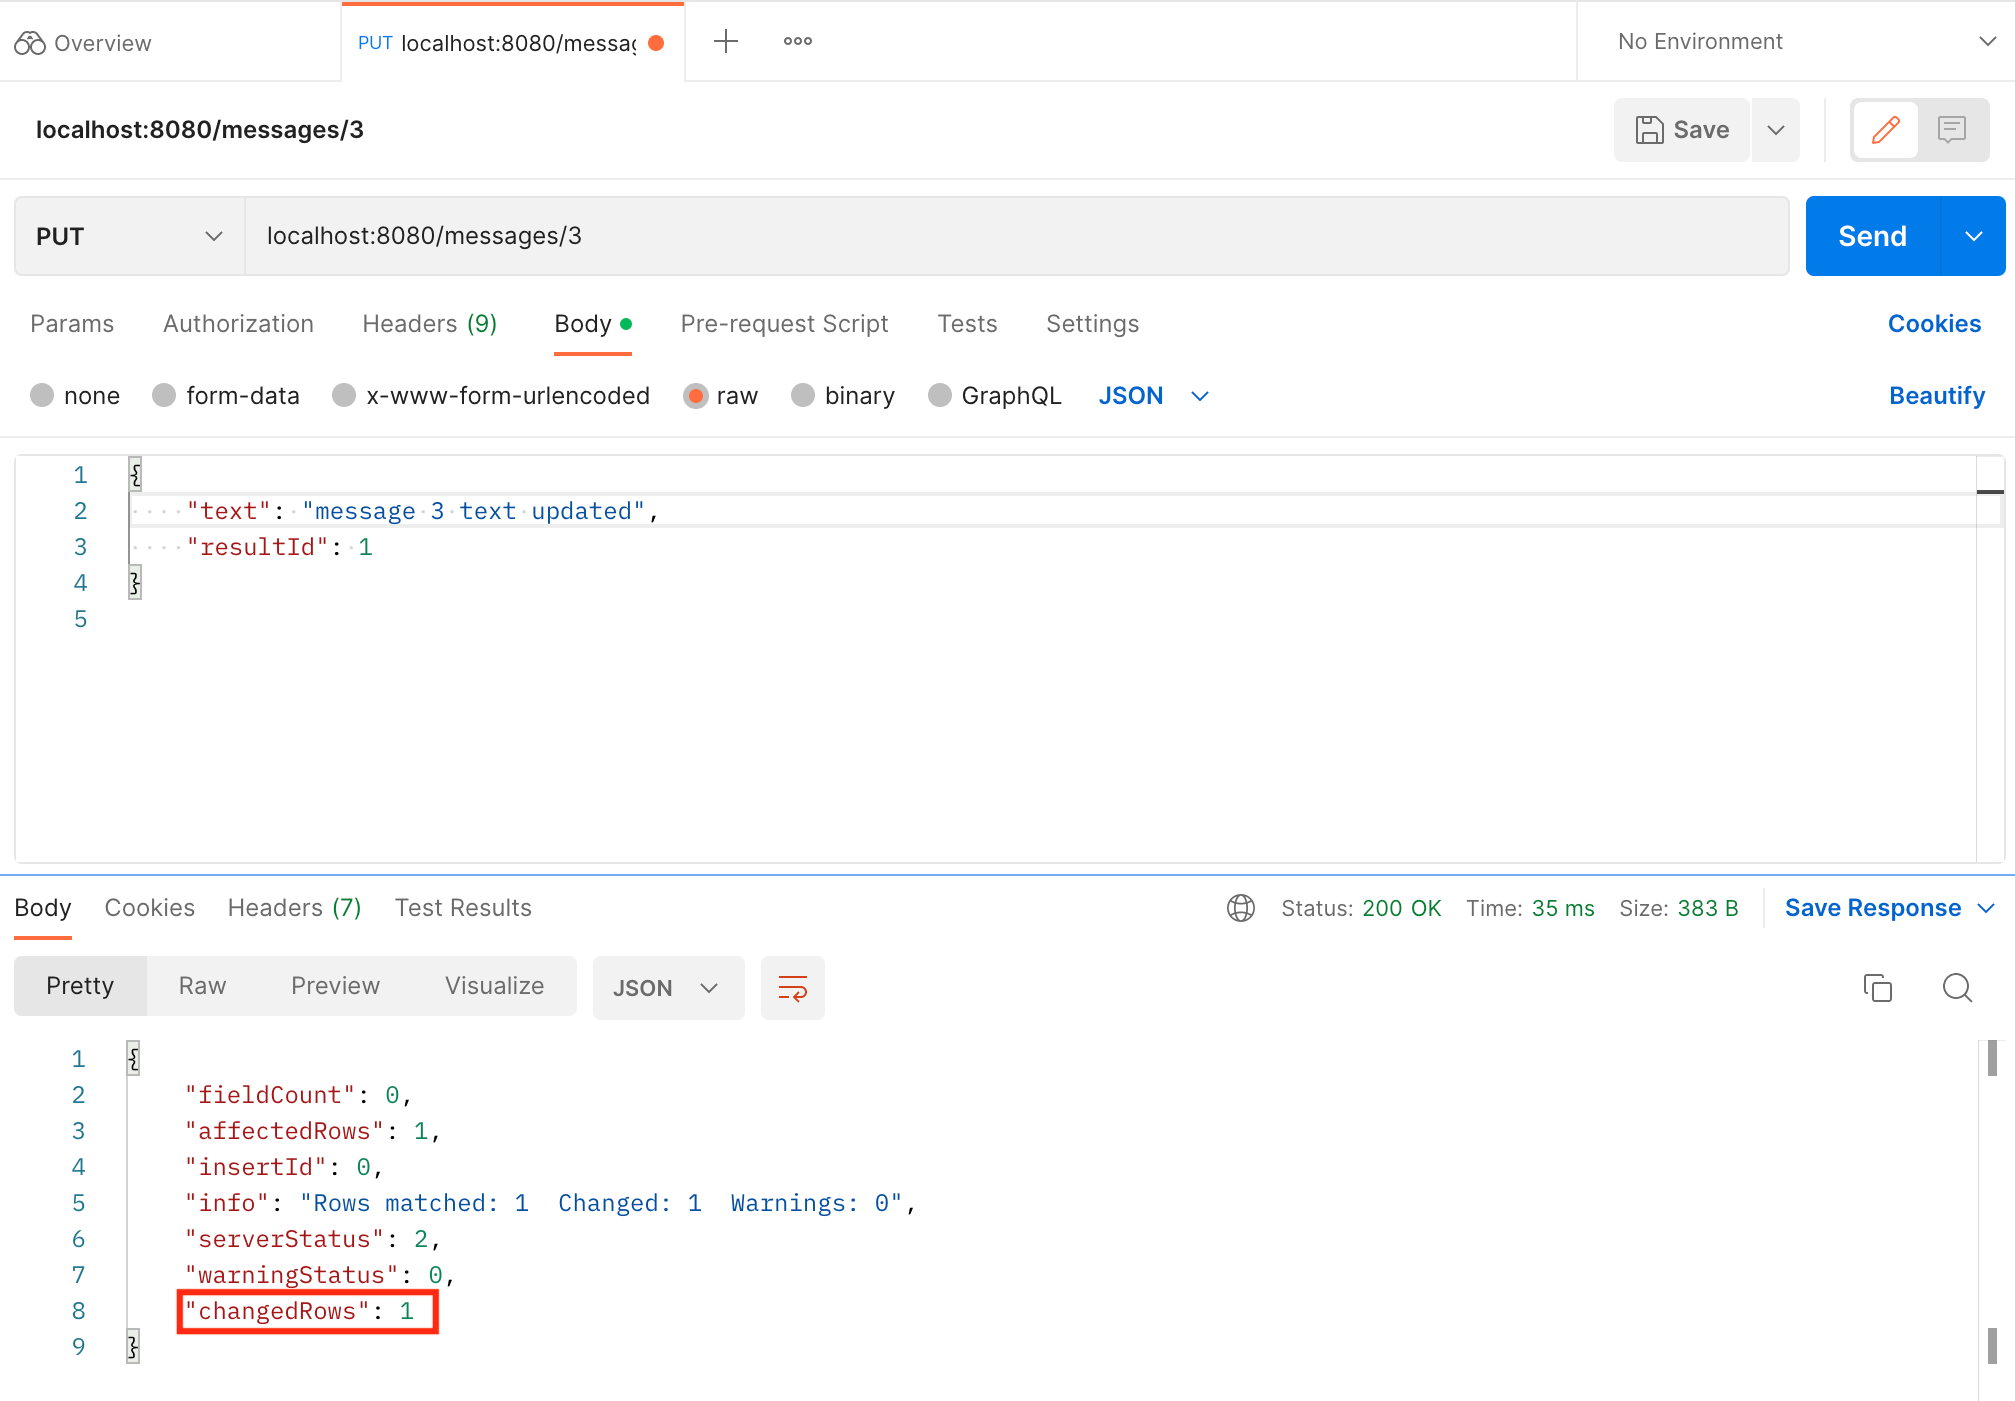 Overview
PUT localhost:8080/messag
No Environment
localhost:8080/messages/3
Save
PUT
localhost:8080/messages/3
Send
Params Authorization Headers (9) Body Pre-request Script Tests Settings Cookies
none form-data x-www-form-urlencoded raw binary GraphQL JSON Beautify
1 {
2 "text": "message 3 text updated",
3 "resultId": 1
4 }
5
Body Cookies Headers (7) Test Results Status: 200 OK Time: 35 ms Size: 383 B Save Response
Pretty Raw Preview Visualize JSON
1 {
2 "fieldCount": 0,
3 "affectedRows": 1,
4 "insertId": 0,
5 "info": "Rows matched: 1  Changed: 1  Warnings: 0",
6 "serverStatus": 2,
7 "warningStatus": 0,
8 "changedRows": 1
9 }